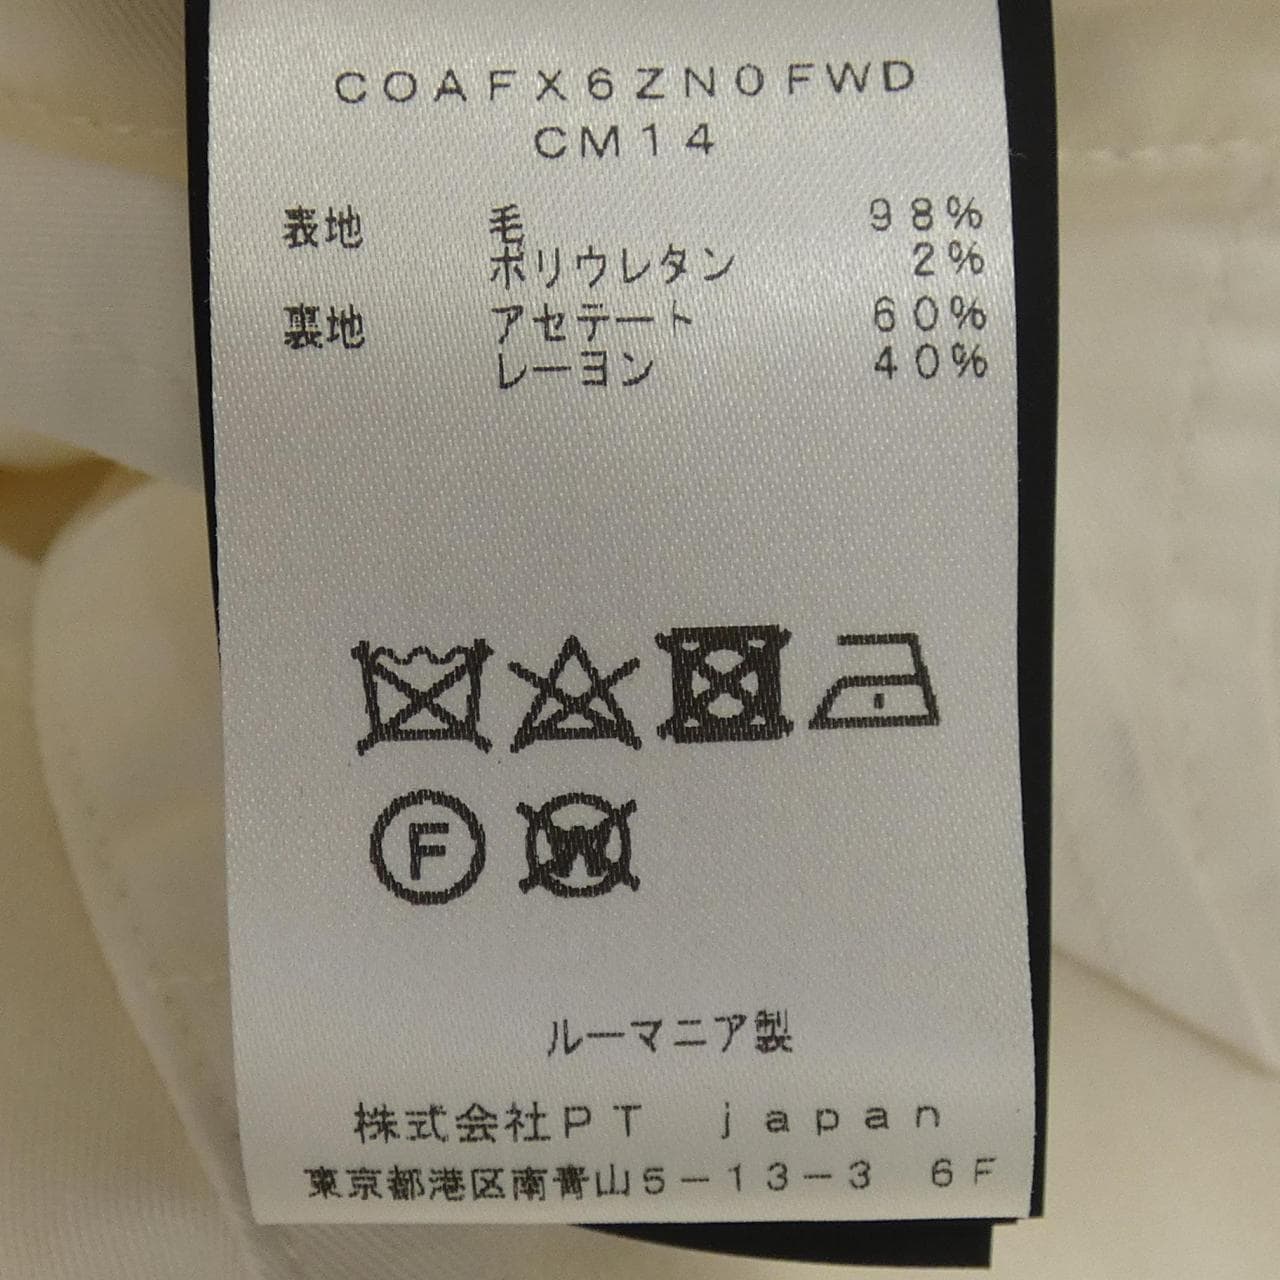 COAFX6ZN0FWD
CM14
表地 毛 98%
ポリウレタン 2%
裏地 アセテート 60%
レーヨン 40%
F W
ルーマニア製
株式会社PT japan
東京都港区南青山5-13-3 6F